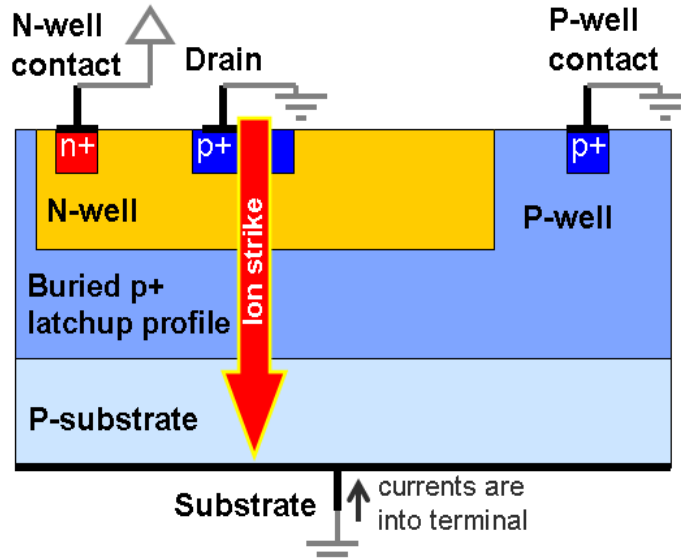 N-well
contact
Drain
P-well
contact
n+
p+
p+
N-well
P-well
Ion strike
Buried p+
latchup profile
P-substrate
Substrate
currents are
into terminal